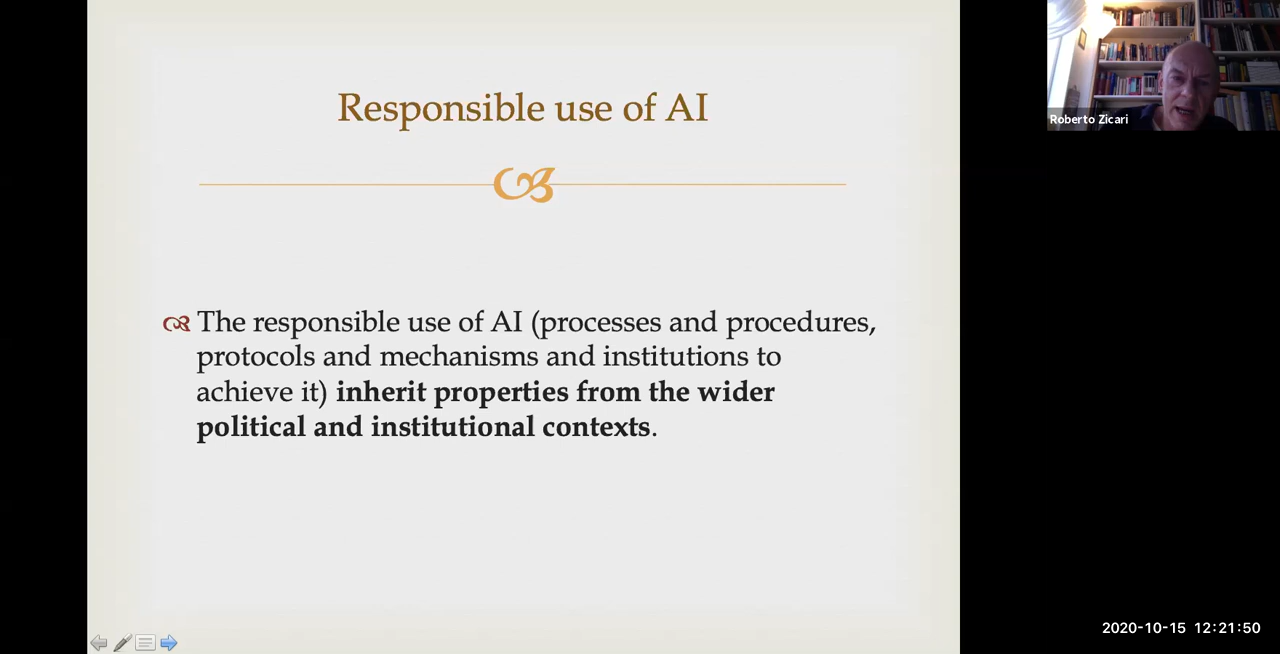 Responsible use of AI
The responsible use of AI (processes and procedures,
protocols and mechanisms and institutions to
achieve it) inherit properties from the wider
political and institutional contexts.
Roberto Zicari
2020-10-15 12:21:50